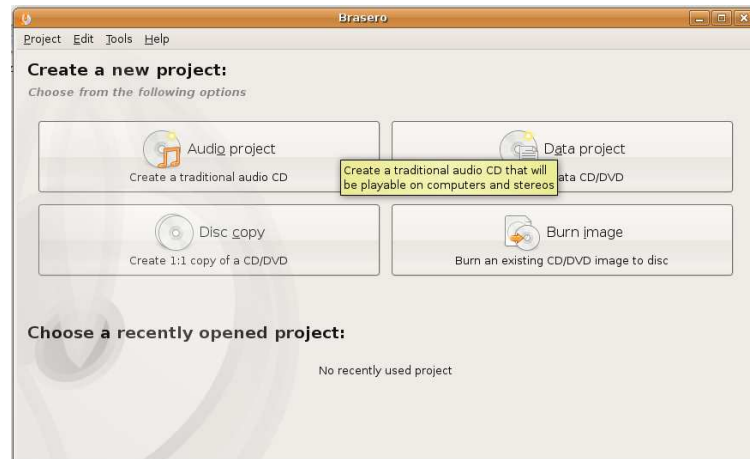 Brasero
Project Edit Tools Help
Create a new project:
Choose from the following options
Audio project
Create a traditional audio CD
Data project
ata CD/DVD
Create a traditional audio CD that will
be playable on computers and stereos
Disc copy
Create 1:1 copy of a CD/DVD
Burn image
Burn an existing CD/DVD image to disc
Choose a recently opened project:
No recently used project